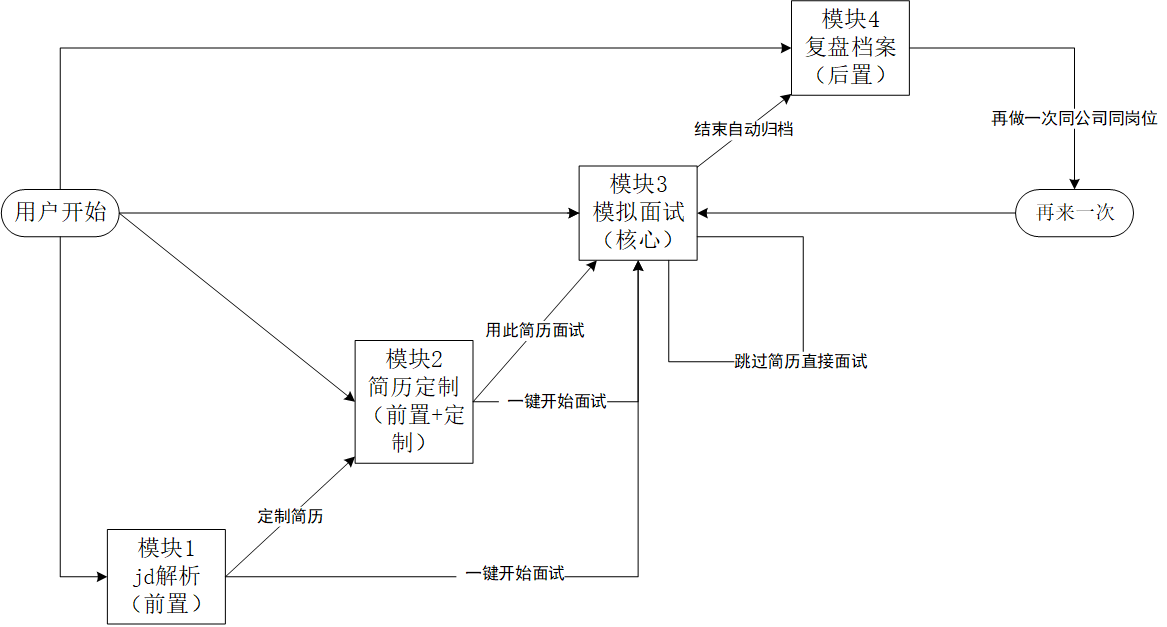 模块4
复盘档案
（后置）
再做一次同公司同岗位
结束自动归档
模块3
模拟面试
（核心）
用户开始
再来一次
用此简历面试
跳过简历直接面试
模块2
简历定制
（前置+定
制）
一键开始面试
定制简历
模块1
jd解析
（前置）
一键开始面试